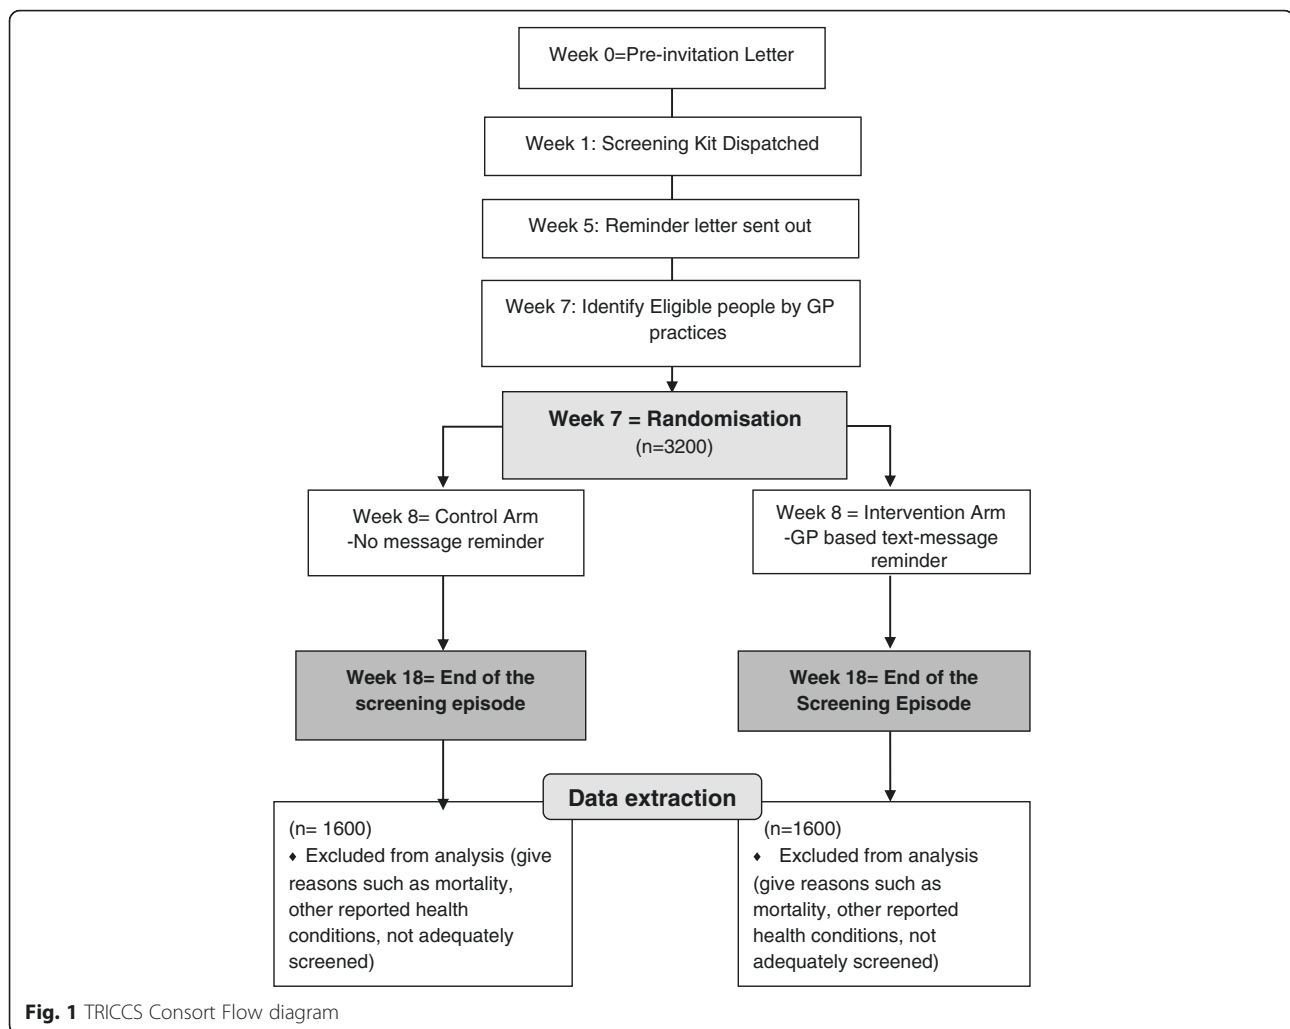 Week 0=Pre-invitation Letter
Week 1: Screening Kit Dispatched
Week 5: Reminder letter sent out
Week 7: Identify Eligible people by GP
practices
Week 7 = Randomisation
(n=3200)
Week 8= Control Arm
-No message reminder
Week 8 = Intervention Arm
-GP based text-message
reminder
Week 18= End of the
screening episode
Week 18= End of the
Screening Episode
Data extraction
(n= 1600)
♦ Excluded from analysis (give
reasons such as mortality,
other reported health
conditions, not adequately
screened)
(n=1600)
♦ Excluded from analysis
(give reasons such as
mortality, other reported
health conditions, not
adequately screened)
Fig. 1 TRICCS Consort Flow diagram